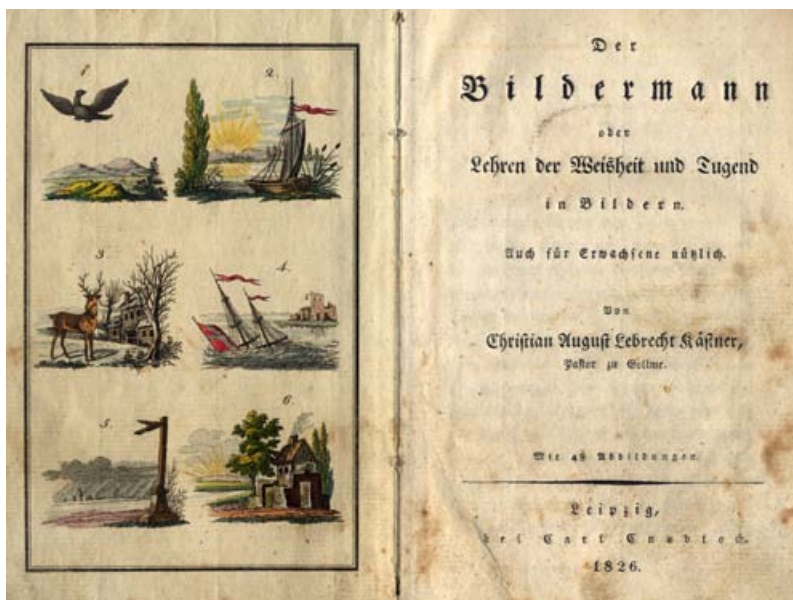 1.
2.
3
4.
5.
6.
Der
Bildermann
oder
Lehren der Weisheit und Tugend
in Bildern.
Auch für Erwachsene nützlich.
Von
Christian August Lebrecht Kästner,
Pastor zu Gollme.
Mit 48 Abbildungen.
Leipzig,
bei Carl Cnobloch.
1826.